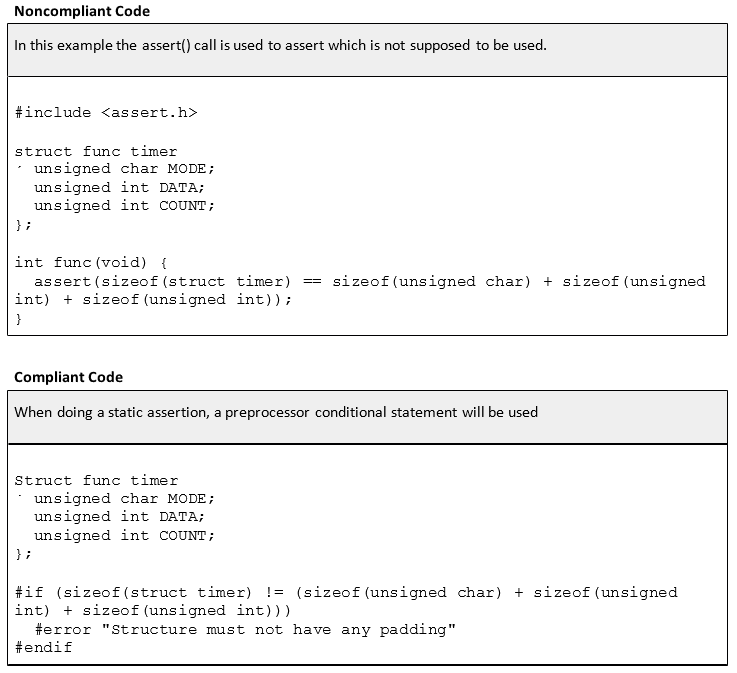 Noncompliant Code
In this example the assert() call is used to assert which is not supposed to be used.
#include <assert.h>
struct func timer
unsigned char MODE;
unsigned int DATA;
unsigned int COUNT;
};
int func(void) {
assert(sizeof(struct timer) == sizeof(unsigned char) + sizeof(unsigned
int) + sizeof(unsigned int));
}
Compliant Code
When doing a static assertion, a preprocessor conditional statement will be used
Struct func timer
unsigned char MODE;
unsigned int DATA;
unsigned int COUNT;
};
#if (sizeof(struct timer) != (sizeof(unsigned char) + sizeof(unsigned
int) + sizeof(unsigned int)))
#error "Structure must not have any padding"
#endif